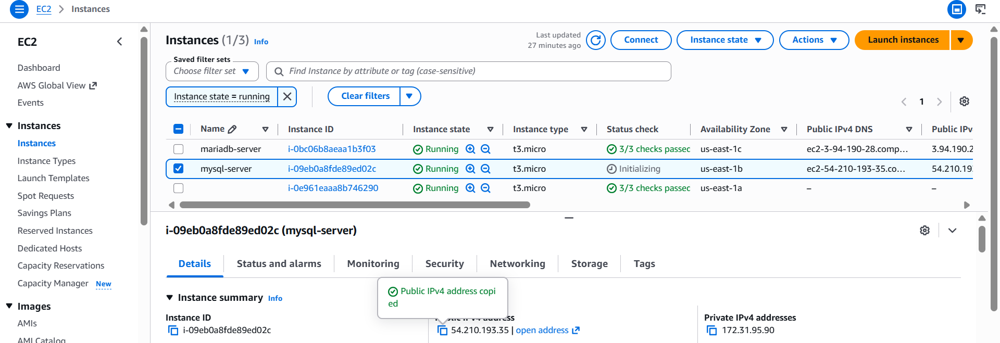 EC2 Instances
EC2
Dashboard
AWS Global View
Events
Instances
Instances
Instance Types
Launch Templates
Spot Requests
Savings Plans
Reserved Instances
Dedicated Hosts
Capacity Reservations
Capacity Manager New
Images
AMIs
AMI Catalog
Instances (1/3) Info
Last updated
27 minutes ago
Connect
Instance state
Actions
Launch instances
Saved filter sets
Choose filter set
Find Instance by attribute or tag (case-sensitive)
Instance state = running
Clear filters
1
Name Instance ID Instance state Instance type Status check Availability Zone Public IPv4 DNS Public IPv
mariadb-server i-0bc06b8aeaa1b3f03 Running t3.micro 3/3 checks passed us-east-1c ec2-3-94-190-28.comp... 3.94.190.2
mysql-server i-09eb0a8fde89ed02c Running t3.micro Initializing us-east-1b ec2-54-210-193-35.co... 54.210.19
i-0e961eaaa8b746290 Running t3.micro 3/3 checks passed us-east-1a – –
i-09eb0a8fde89ed02c (mysql-server)
Details Status and alarms Monitoring Security Networking Storage Tags
Public IPv4 address copi
ed
Instance summary Info
Instance ID
i-09eb0a8fde89ed02c
Public IPv4 address
54.210.193.35 | open address
Private IPv4 addresses
172.31.95.90